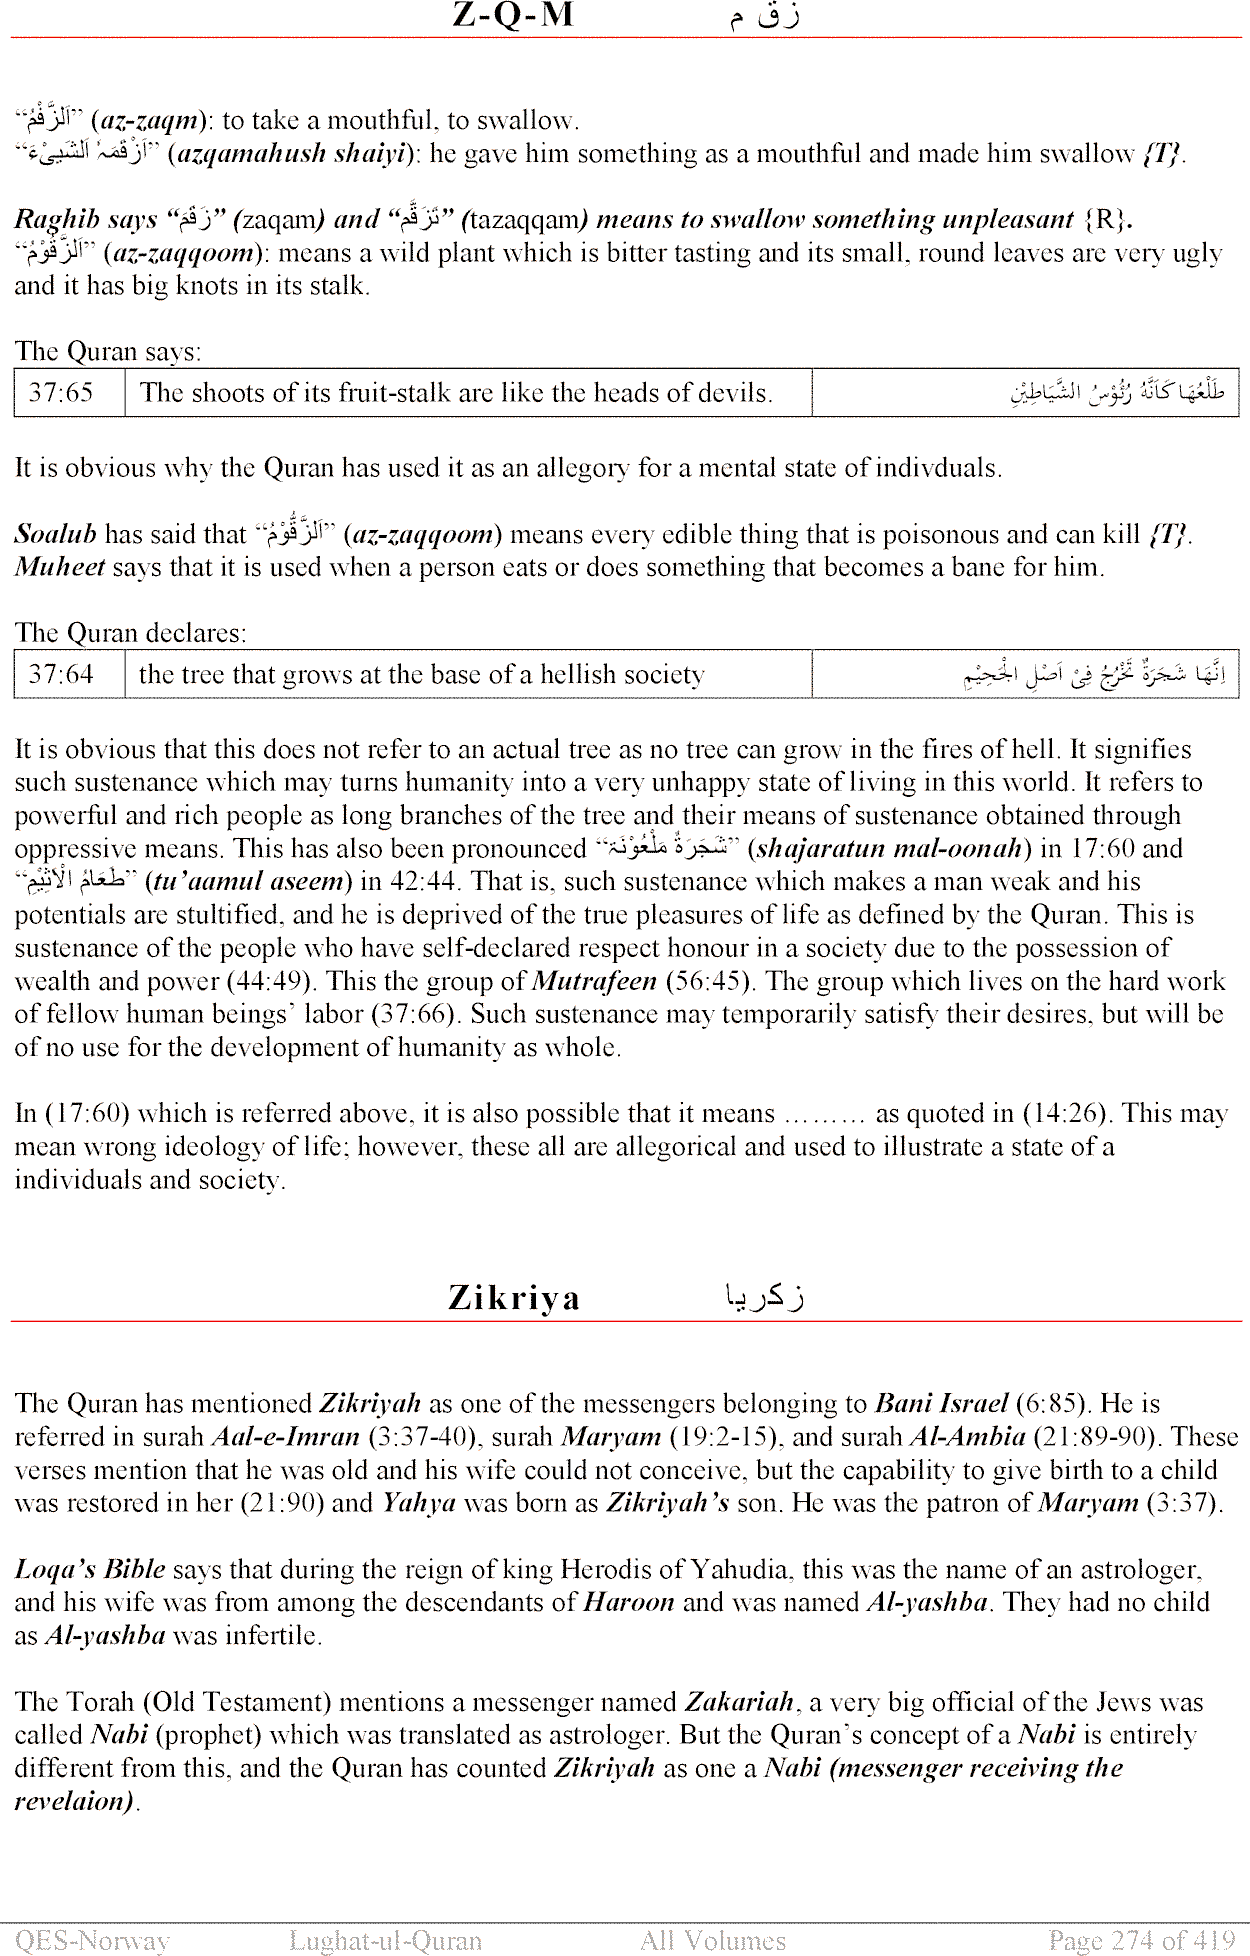 Z-Q-M ز ق م
“اَلزَّقْمُ” (az-zaqm): to take a mouthful, to swallow.
“اَزْقَمَہٗ اَلشَیْیءَ” (azqamahush shaiyi): he gave him something as a mouthful and made him swallow {T}.
Raghib says “زَقَمَ” (zaqam) and “تَزَقَّم” (tazaqqam) means to swallow something unpleasant {R}.
“اَلزَّقُّوْمُ” (az-zaqqoom): means a wild plant which is bitter tasting and its small, round leaves are very ugly
and it has big knots in its stalk.
The Quran says:
37:65 The shoots of its fruit-stalk are like the heads of devils. طَلْعُهَا كَاَنَّهُ رُئُوْسُ الشَّيَاطِيْنِ
It is obvious why the Quran has used it as an allegory for a mental state of indivduals.
Soalub has said that “اَلزَّقُّوْمُ” (az-zaqqoom) means every edible thing that is poisonous and can kill {T}.
Muheet says that it is used when a person eats or does something that becomes a bane for him.
The Quran declares:
37:64 the tree that grows at the base of a hellish society اِنَّهَا شَجَرَةٌ تَخْرُجُ فِىْ اَصْلِ الْجَحِيْمِ
It is obvious that this does not refer to an actual tree as no tree can grow in the fires of hell. It signifies
such sustenance which may turns humanity into a very unhappy state of living in this world. It refers to
powerful and rich people as long branches of the tree and their means of sustenance obtained through
oppressive means. This has also been pronounced “شَجَرَةٌ مَلْعُوْنَۃ” (shajaratun mal-oonah) in 17:60 and
“طَعَامُ الْاَثِيْمِ” (tu’aamul aseem) in 42:44. That is, such sustenance which makes a man weak and his
potentials are stultified, and he is deprived of the true pleasures of life as defined by the Quran. This is
sustenance of the people who have self-declared respect honour in a society due to the possession of
wealth and power (44:49). This the group of Mutrafeen (56:45). The group which lives on the hard work
of fellow human beings’ labor (37:66). Such sustenance may temporarily satisfy their desires, but will be
of no use for the development of humanity as whole.
In (17:60) which is referred above, it is also possible that it means ……… as quoted in (14:26). This may
mean wrong ideology of life; however, these all are allegorical and used to illustrate a state of a
individuals and society.
Zikriya زكريا
The Quran has mentioned Zikriyah as one of the messengers belonging to Bani Israel (6:85). He is
referred in surah Aal-e-Imran (3:37-40), surah Maryam (19:2-15), and surah Al-Ambia (21:89-90). These
verses mention that he was old and his wife could not conceive, but the capability to give birth to a child
was restored in her (21:90) and Yahya was born as Zikriyah’s son. He was the patron of Maryam (3:37).
Loqa’s Bible says that during the reign of king Herodis of Yahudia, this was the name of an astrologer,
and his wife was from among the descendants of Haroon and was named Al-yashba. They had no child
as Al-yashba was infertile.
The Torah (Old Testament) mentions a messenger named Zakariah, a very big official of the Jews was
called Nabi (prophet) which was translated as astrologer. But the Quran’s concept of a Nabi is entirely
different from this, and the Quran has counted Zikriyah as one a Nabi (messenger receiving the
revelaion).
QES-Norway Lughat-ul-Quran All Volumes Page 274 of 419